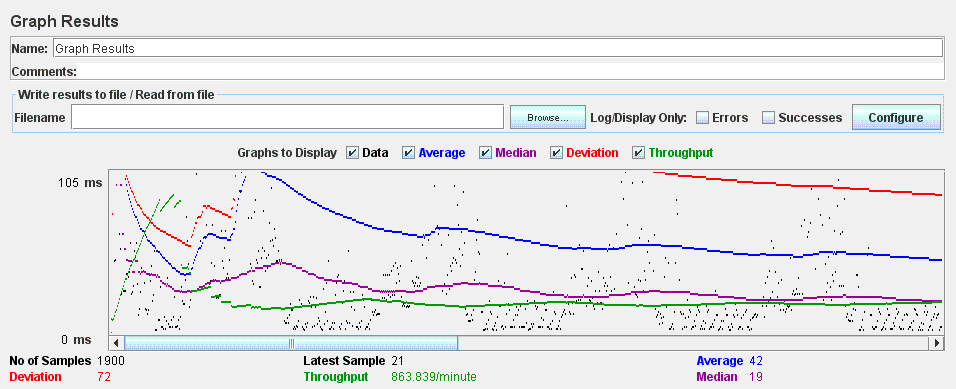 Graph Results
Name: Graph Results
Comments:
Write results to file / Read from file
Filename Browse... Log/Display Only: Errors Successes Configure
Graphs to Display Data Average Median Deviation Throughput
105 ms
0 ms
No of Samples 1900 Latest Sample 21 Average 42
Deviation 72 Throughput 863.839/minute Median 19